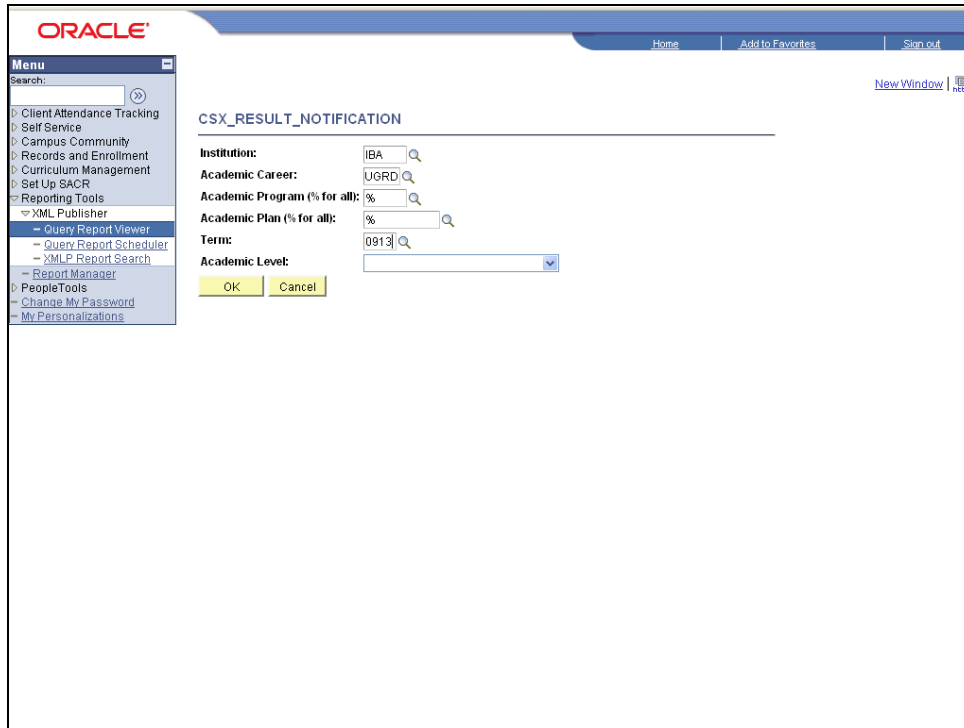 ORACLE
Home
Add to Favorites
Sign out
Menu
Search:
New Window
Client Attendance Tracking
Self Service
Campus Community
Records and Enrollment
Curriculum Management
Set Up SACR
Reporting Tools
XML Publisher
Query Report Viewer
Query Report Scheduler
XMLP Report Search
Report Manager
PeopleTools
Change My Password
My Personalizations
CSX_RESULT_NOTIFICATION
Institution: IBA
Academic Career: UGRD
Academic Program (% for all): %
Academic Plan (% for all): %
Term: 0913
Academic Level:
OK Cancel